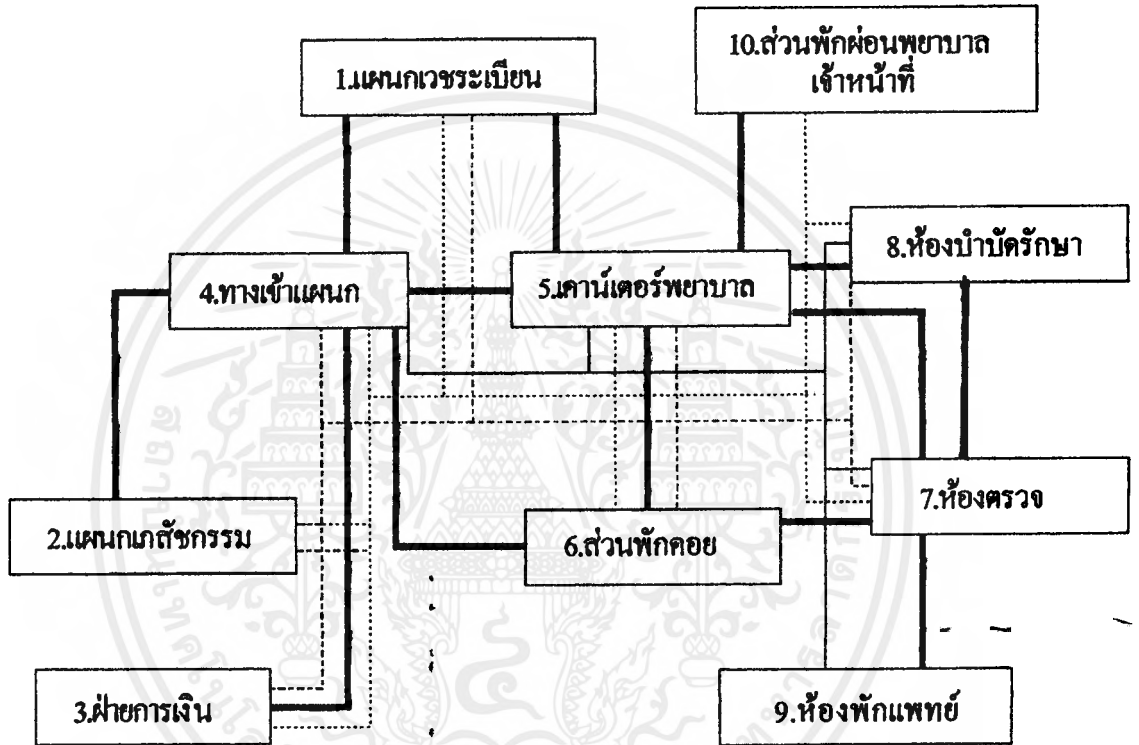 1.แผนกเวชระเบียน
10.ส่วนพักผ่อนพยาบาล
เจ้าหน้าที่
8.ห้องบำบัดรักษา
4.ทางเข้าแผนก
5.เคาน์เตอร์พยาบาล
7.ห้องตรวจ
2.แผนกเภสัชกรรม
6.ส่วนพักคอย
3.ฝ่ายการเงิน
9.ห้องพักแพทย์